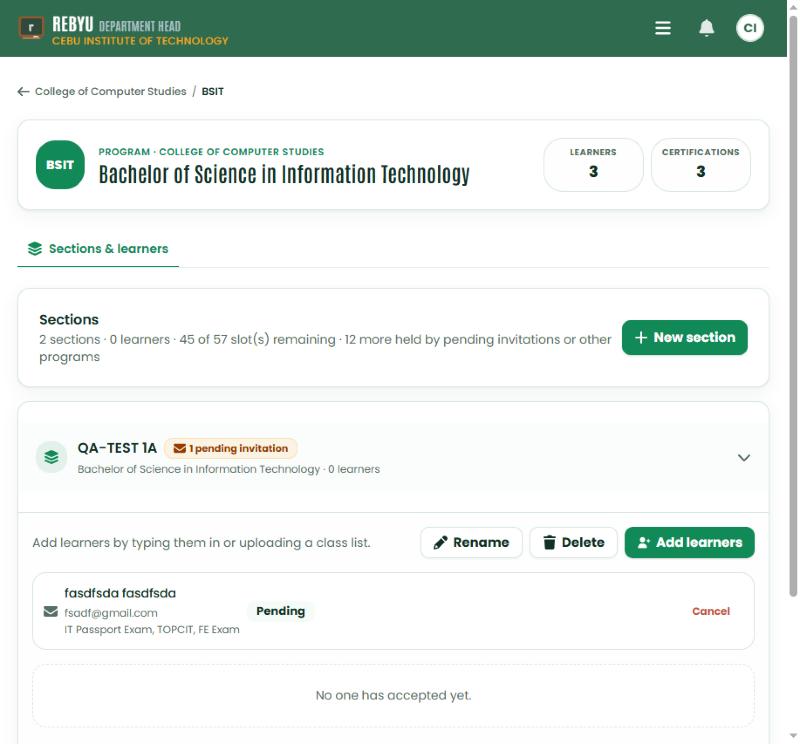 r REBYU DEPARTMENT HEAD
CEBU INSTITUTE OF TECHNOLOGY
CI
← College of Computer Studies / BSIT
BSIT
PROGRAM · COLLEGE OF COMPUTER STUDIES
Bachelor of Science in Information Technology
LEARNERS
3
CERTIFICATIONS
3
Sections & learners
Sections
2 sections · 0 learners · 45 of 57 slot(s) remaining · 12 more held by pending invitations or other
programs
+ New section
QA-TEST 1A 1 pending invitation
Bachelor of Science in Information Technology · 0 learners
Add learners by typing them in or uploading a class list.
Rename
Delete
Add learners
fasdfsda fasdfsda
fsadf@gmail.com
IT Passport Exam, TOPCIT, FE Exam
Pending
Cancel
No one has accepted yet.